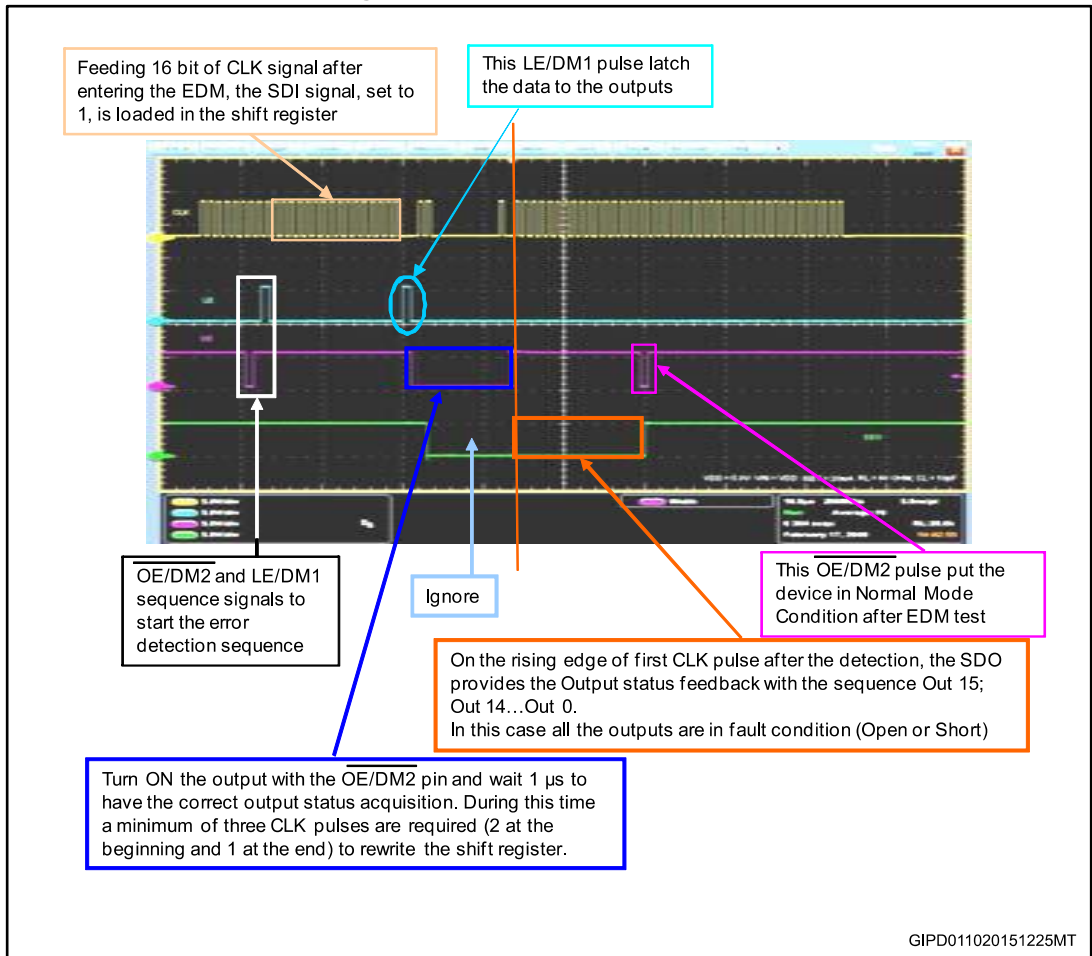 Feeding 16 bit of CLK signal after
entering the EDM, the SDI signal, set to
1, is loaded in the shift register
This LE/DM1 pulse latch
the data to the outputs
CLK
OE/DM2 and LE/DM1
sequence signals to
start the error
detection sequence
Ignore
This OE/DM2 pulse put the
device in Normal Mode
Condition after EDM test
On the rising edge of first CLK pulse after the detection, the SDO
provides the Output status feedback with the sequence Out 15;
Out 14…Out 0.
In this case all the outputs are in fault condition (Open or Short)
Turn ON the output with the OE/DM2 pin and wait 1 µs to
have the correct output status acquisition. During this time
a minimum of three CLK pulses are required (2 at the
beginning and 1 at the end) to rewrite the shift register.
GIPD011020151225MT